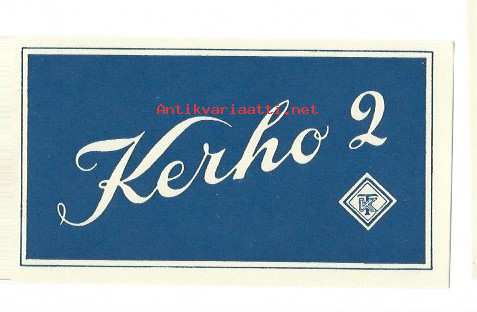 Antikvariaatti.net
Kerho 2